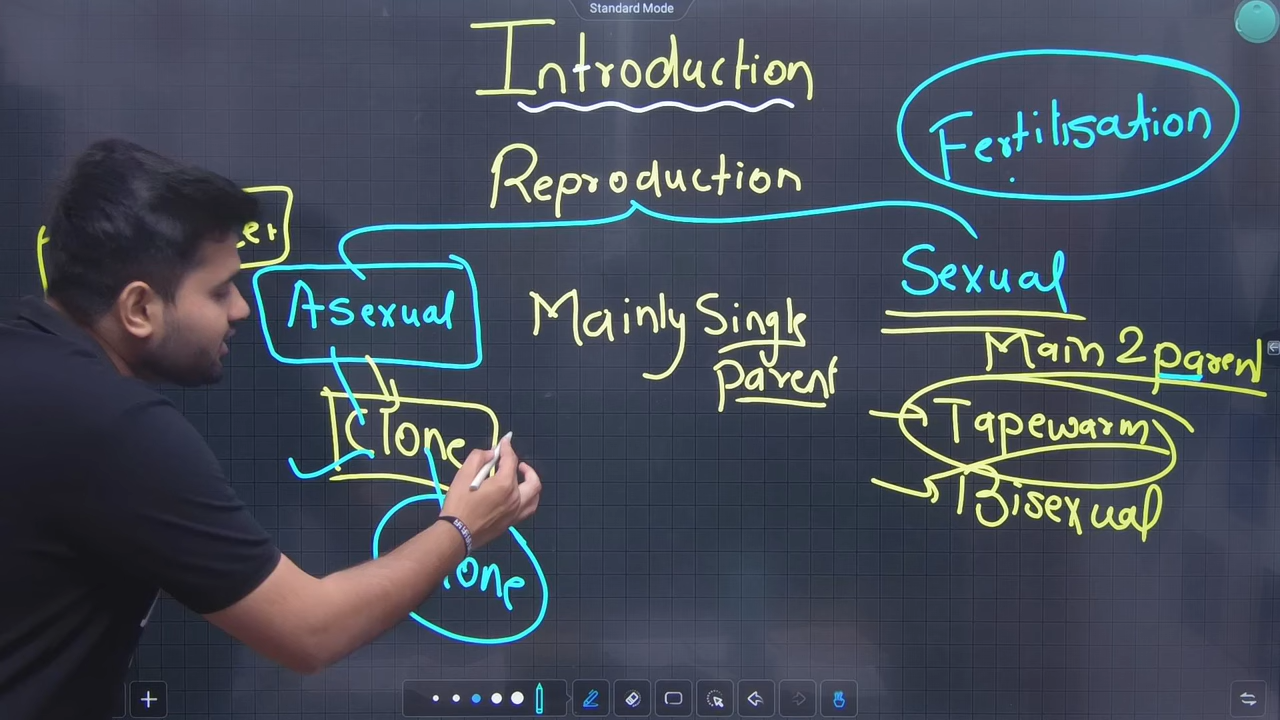 Standard Mode
Introduction
Fertilisation
Reproduction
Asexual
Mainly Single
parent
Sexual
Main 2 parent
Clone
Tapewarm
Bisexual